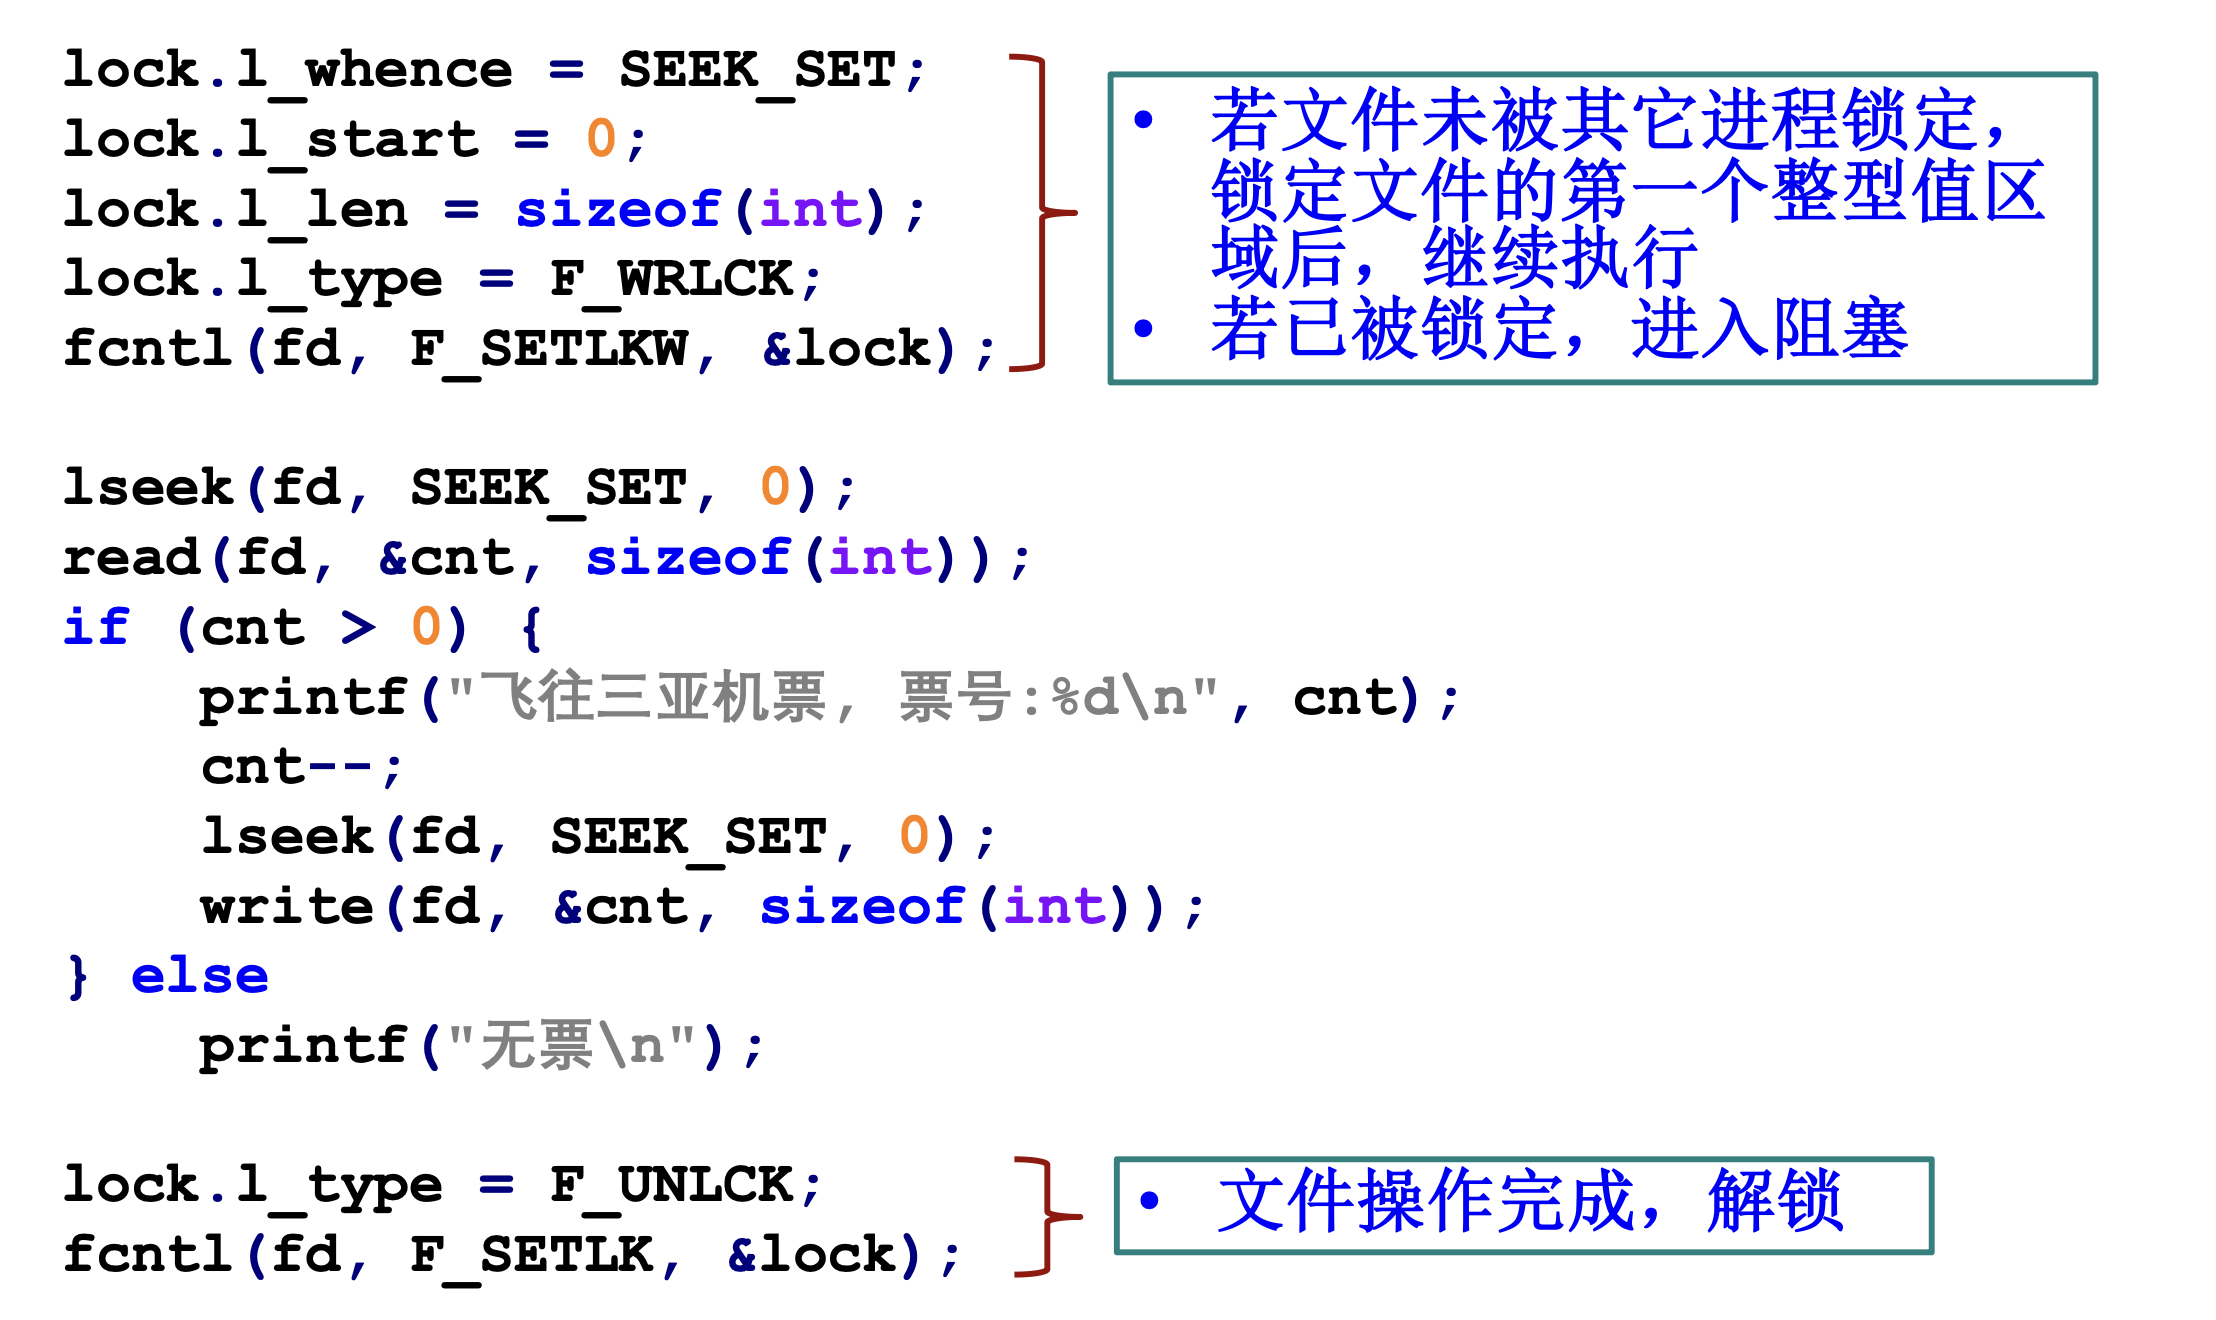 lock.l_whence = SEEK_SET;
lock.l_start = 0;
lock.l_len = sizeof(int);
lock.l_type = F_WRLCK;
fcntl(fd, F_SETLKW, &lock);
• 若文件未被其它进程锁定，
锁定文件的第一个整型值区
域后，继续执行
• 若已被锁定，进入阻塞
lseek(fd, SEEK_SET, 0);
read(fd, &cnt, sizeof(int));
if (cnt > 0) {
    printf("飞往三亚机票, 票号:%d\n", cnt);
    cnt--;
    lseek(fd, SEEK_SET, 0);
    write(fd, &cnt, sizeof(int));
} else
    printf("无票\n");
lock.l_type = F_UNLCK;
fcntl(fd, F_SETLK, &lock);
• 文件操作完成，解锁